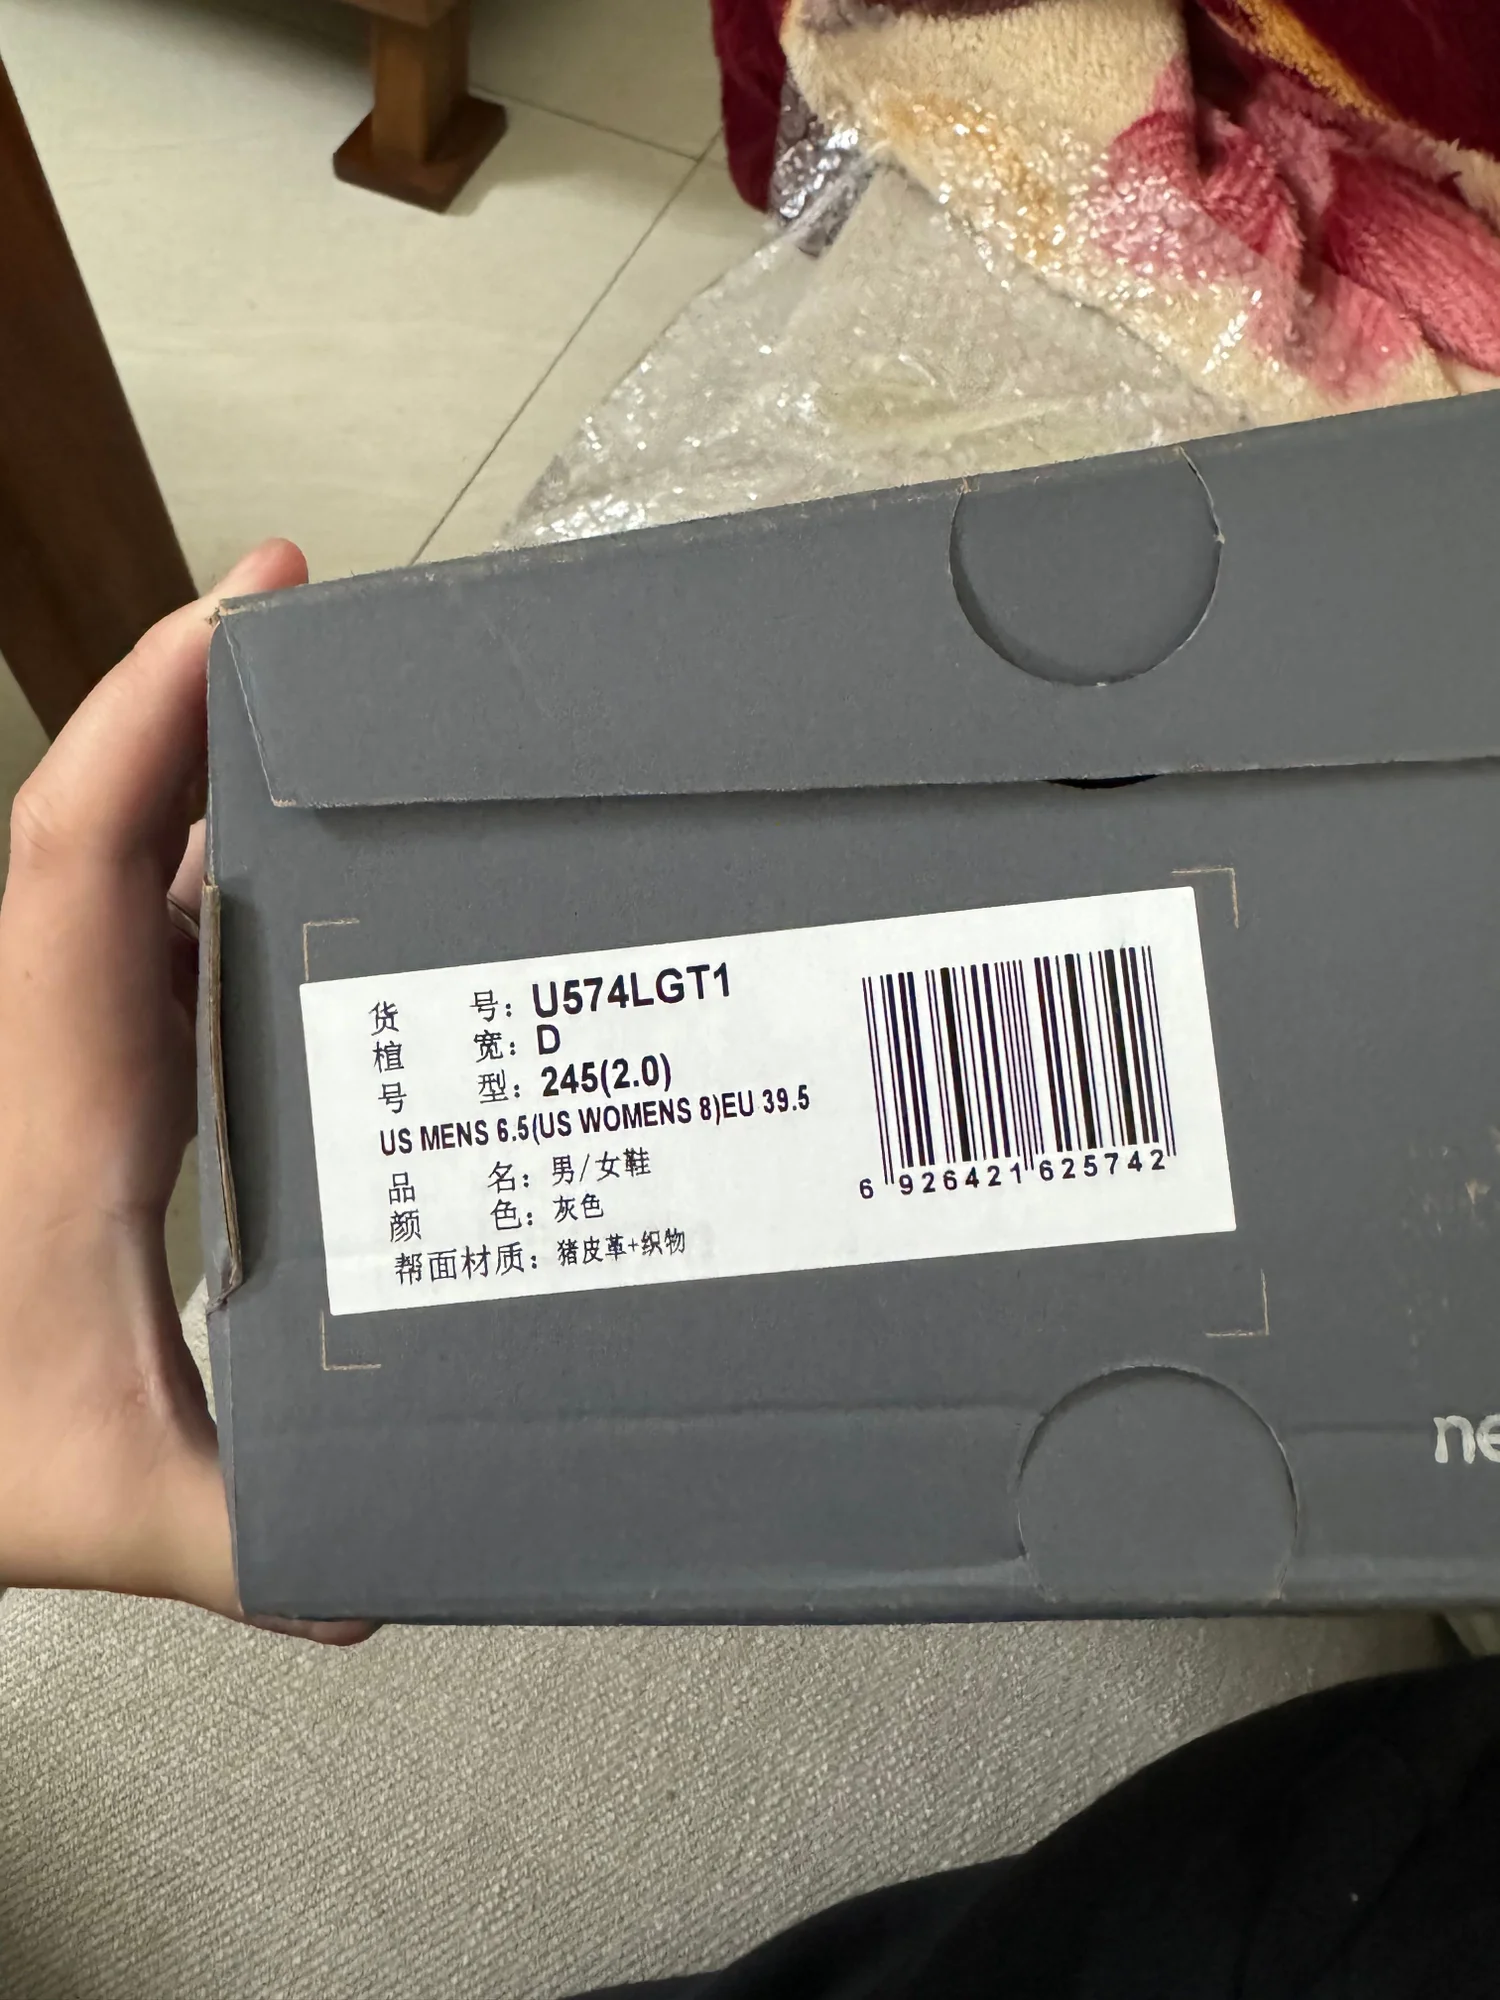 货号：U574LGT1
楦宽：D
号型：245(2.0)
US MENS 6.5(US WOMENS 8)EU 39.5
品名：男/女鞋
颜色：灰色
帮面材质：猪皮革+织物
6 926421 625742
ne